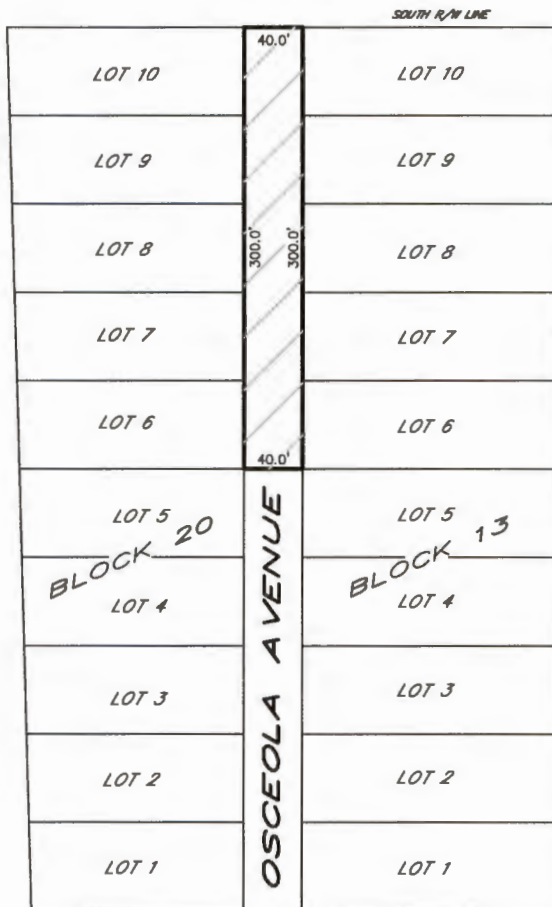 SOUTH R/W LINE
40.0'
LOT 10
LOT 10
LOT 9
LOT 9
LOT 8
300.0'
300.0'
LOT 8
LOT 7
LOT 7
LOT 6
LOT 6
40.0'
LOT 5
LOT 5
BLOCK 20
BLOCK 13
OSCEOLA AVENUE
LOT 4
LOT 4
LOT 3
LOT 3
LOT 2
LOT 2
LOT 1
LOT 1